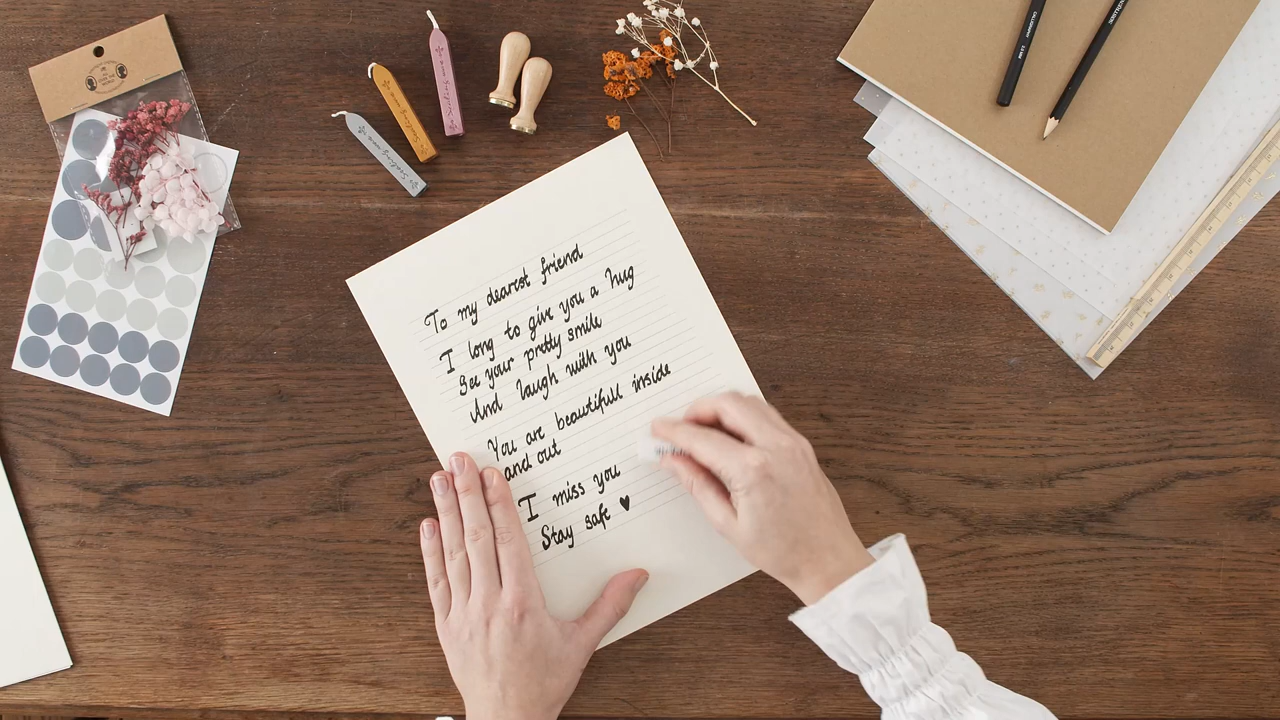 To my dearest friend
I long to give you a hug
See your pretty smile
And laugh with you
You are beautifull inside
and out
I miss you
Stay safe ♥